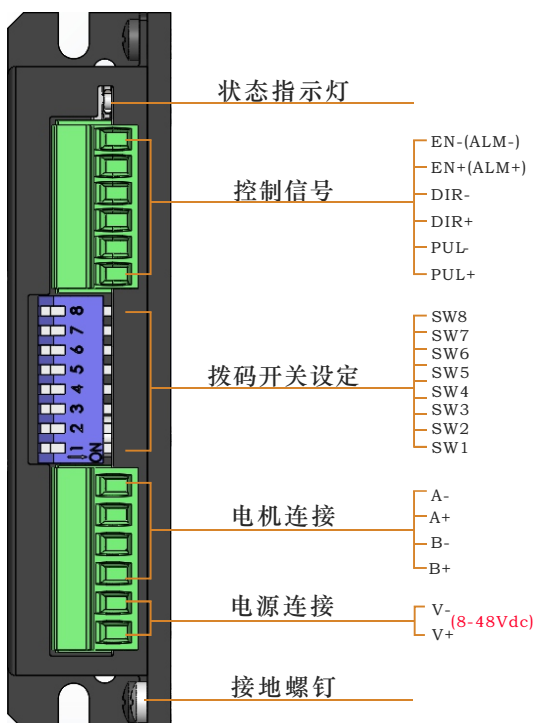 状态指示灯
EN-(ALM-)
EN+(ALM+)
控制信号
DIR-
DIR+
PUL-
PUL+
8
7
6
5
4
3
2
1
ON
SW8
SW7
SW6
拨码开关设定
SW5
SW4
SW3
SW2
SW1
A-
电机连接
A+
B-
B+
电源连接
V-
(8-48Vdc)
V+
接地螺钉